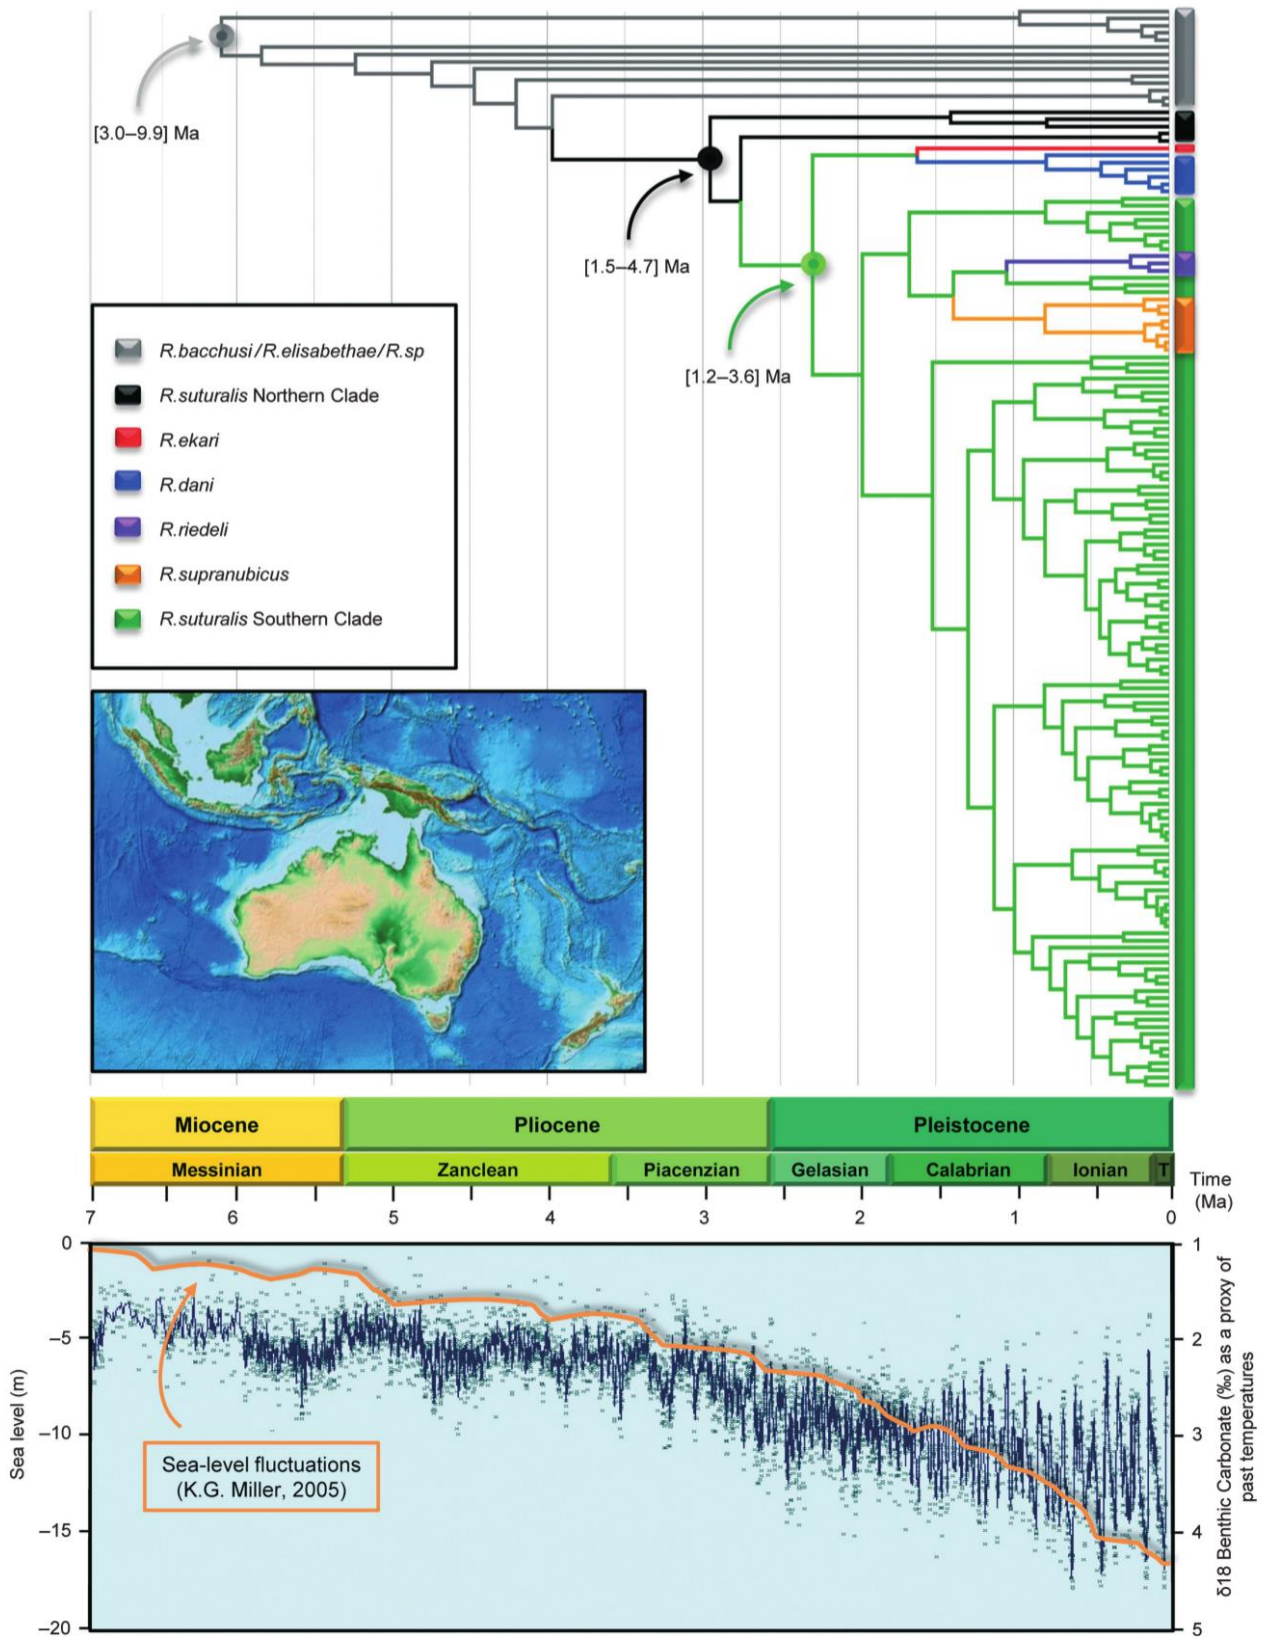 [3.0–9.9] Ma
[1.5–4.7] Ma
[1.2–3.6] Ma
R.bacchusi/R.elisabethae/R.sp
R.suturalis Northern Clade
R.ekari
R.dani
R.riedeli
R.supranubicus
R.suturalis Southern Clade
Miocene Pliocene Pleistocene
Messinian Zanclean Piacenzian Gelasian Calabrian Ionian T
Time
(Ma)
7 6 5 4 3 2 1 0
0
–5
–10
–15
–20
Sea level (m)
Sea-level fluctuations
(K.G. Miller, 2005)
1
2
3
4
5
δ18 Benthic Carbonate (‰) as a proxy of
past temperatures